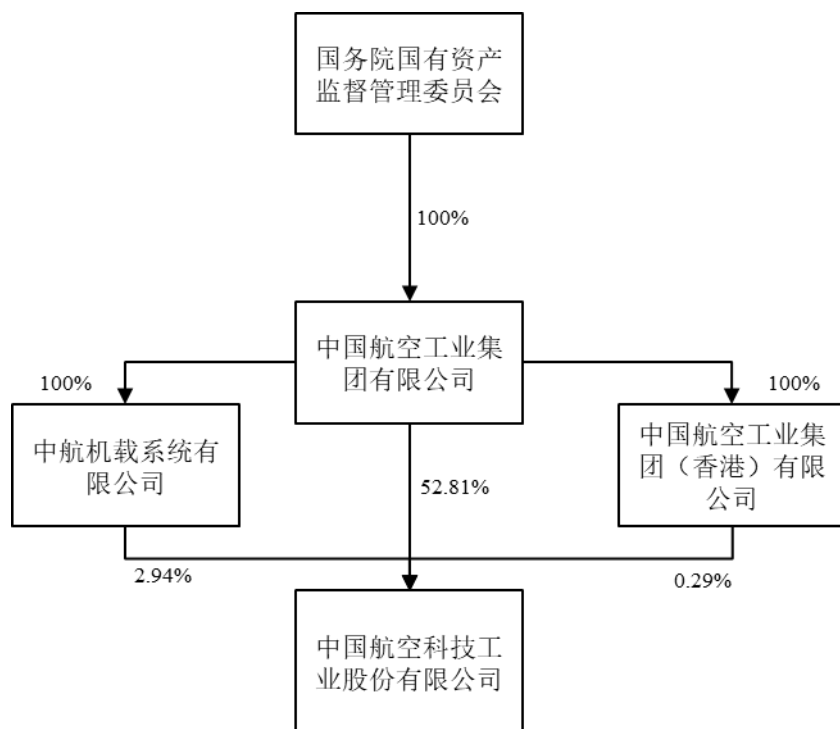 国务院国有资产
监督管理委员会
100%
中国航空工业集
团有限公司
100%
100%
中航机载系统有
限公司
中国航空工业集
团（香港）有限
公司
52.81%
2.94%
0.29%
中国航空科技工
业股份有限公司